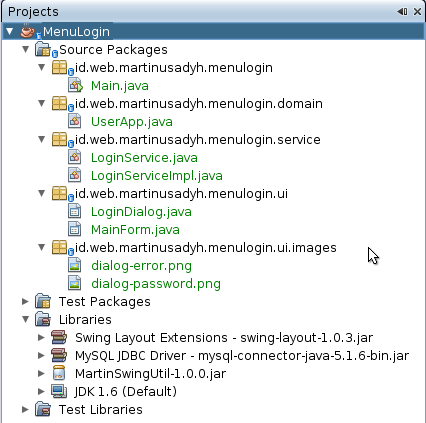 Projects
MenuLogin
Source Packages
id.web.martinusadyh.menulogin
Main.java
id.web.martinusadyh.menulogin.domain
UserApp.java
id.web.martinusadyh.menulogin.service
LoginService.java
LoginServiceImpl.java
id.web.martinusadyh.menulogin.ui
LoginDialog.java
MainForm.java
id.web.martinusadyh.menulogin.ui.images
dialog-error.png
dialog-password.png
Test Packages
Libraries
Swing Layout Extensions - swing-layout-1.0.3.jar
MySQL JDBC Driver - mysql-connector-java-5.1.6-bin.jar
MartinSwingUtil-1.0.0.jar
JDK 1.6 (Default)
Test Libraries